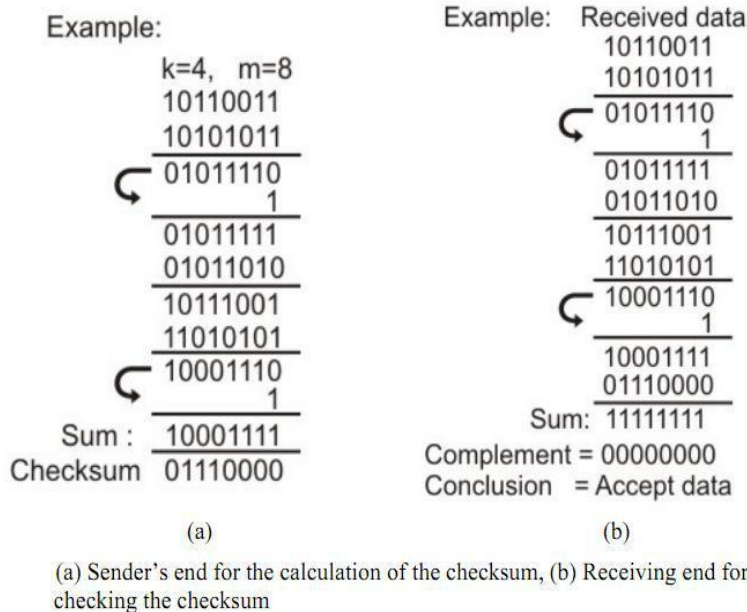 Example:
k=4, m=8
10110011
10101011
01011110
1
01011111
01011010
10111001
11010101
10001110
1
Sum : 10001111
Checksum 01110000
(a)
Example: Received data
10110011
10101011
01011110
1
01011111
01011010
10111001
11010101
10001110
1
10001111
01110000
Sum: 11111111
Complement = 00000000
Conclusion = Accept data
(b)
(a) Sender’s end for the calculation of the checksum, (b) Receiving end for
checking the checksum